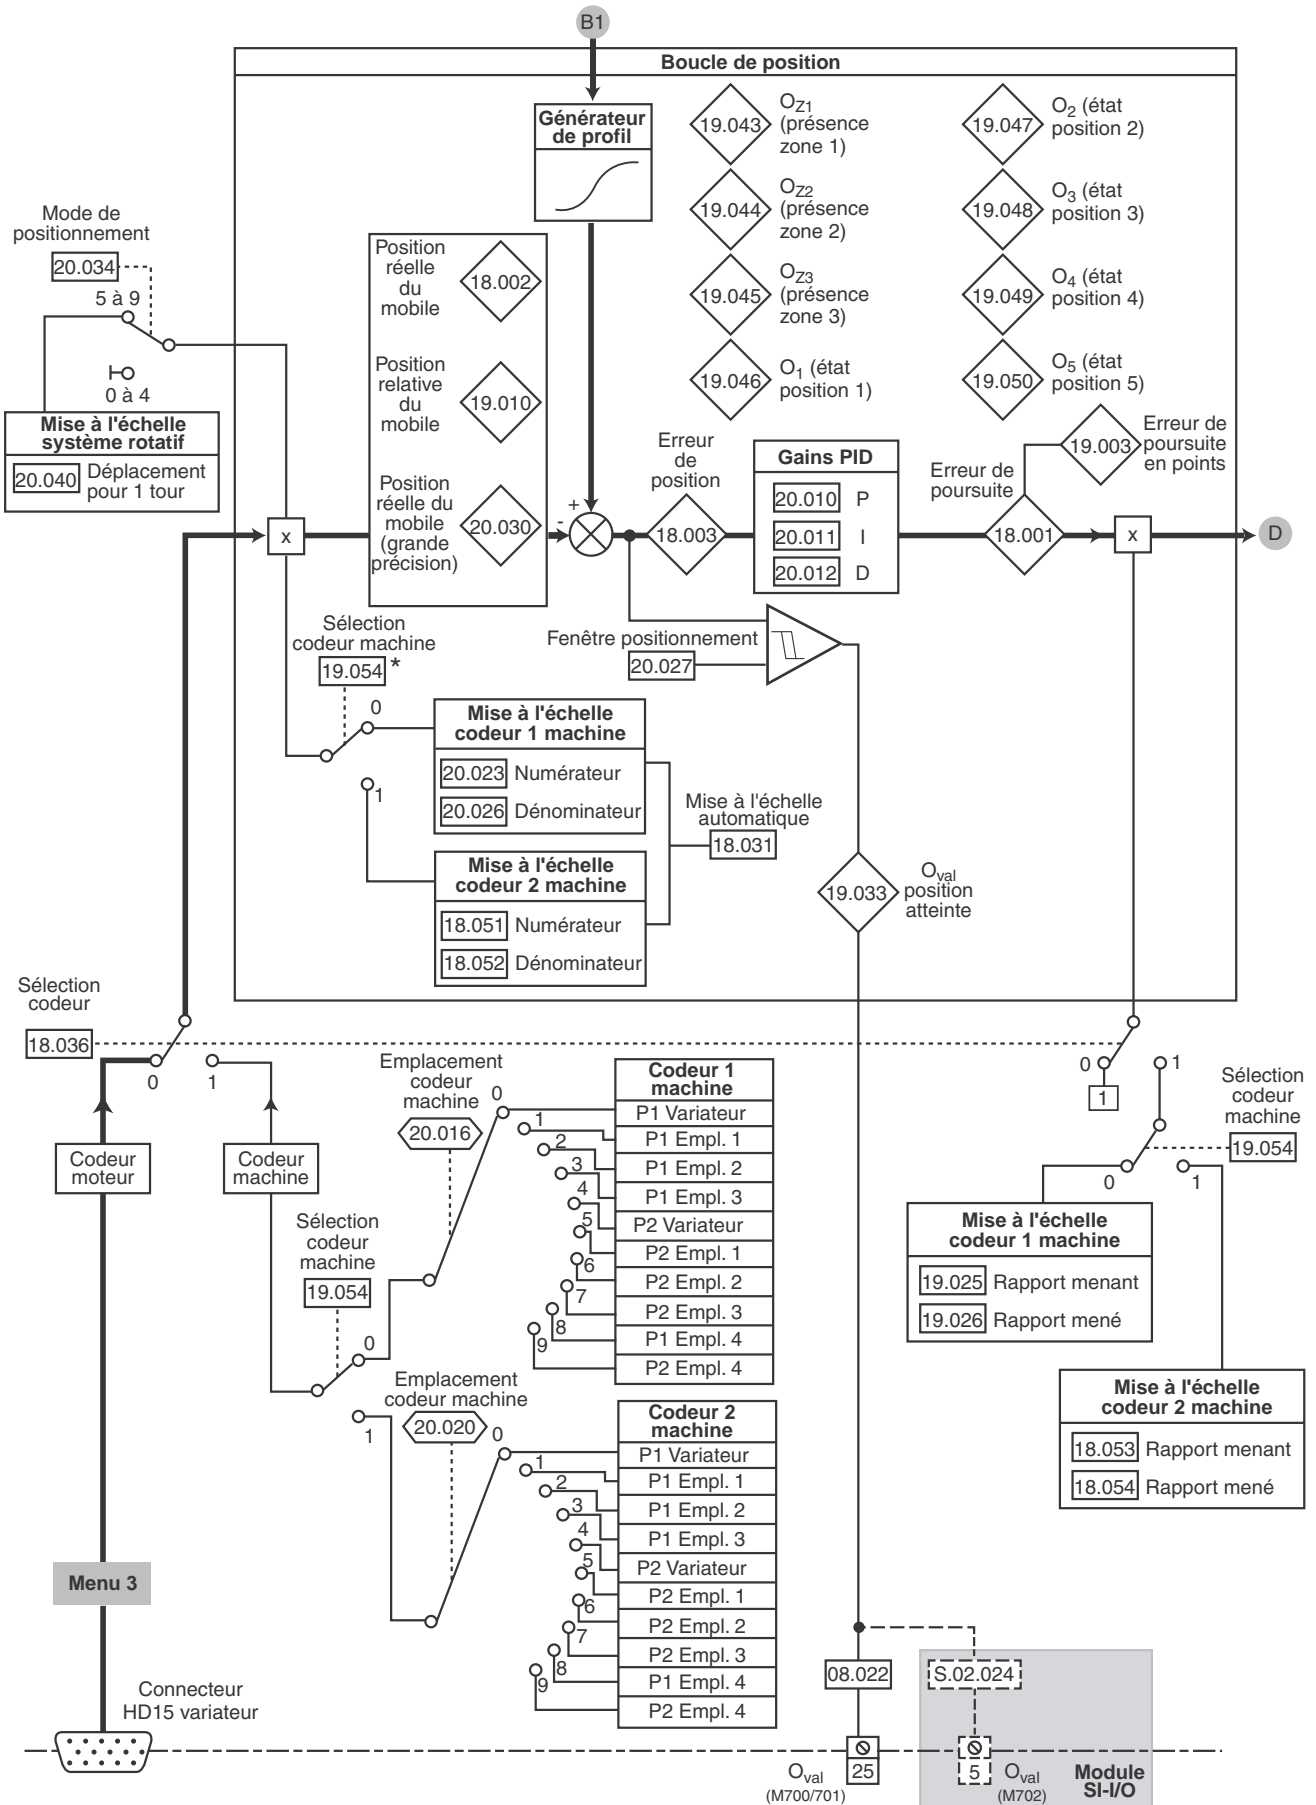 B1
Boucle de position
Générateur
de profil
19.043
O_Z1
(présence
zone 1)
19.047
O_2 (état
position 2)
19.044
O_Z2
(présence
zone 2)
19.048
O_3 (état
position 3)
19.045
O_Z3
(présence
zone 3)
19.049
O_4 (état
position 4)
19.046
O_1 (état
position 1)
19.050
O_5 (état
position 5)
Mode de
positionnement
20.034
5 à 9
0 à 4
Mise à l'échelle
système rotatif
20.040
Déplacement
pour 1 tour
Position
réelle
du
mobile
18.002
Position
relative
du
mobile
19.010
Position
réelle du
mobile
(grande
précision)
20.030
x
+
-
Erreur
de
position
18.003
Gains PID
20.010 P
20.011 I
20.012 D
Erreur de
poursuite
18.001
19.003
Erreur de
poursuite
en points
x
D
Fenêtre positionnement
20.027
Sélection
codeur machine
19.054 *
0
1
Mise à l'échelle
codeur 1 machine
20.023 Numérateur
20.026 Dénominateur
Mise à l'échelle
codeur 2 machine
18.051 Numérateur
18.052 Dénominateur
Mise à l'échelle
automatique
18.031
19.033
O_val
position
atteinte
Sélection
codeur
18.036
0
1
Codeur
moteur
Codeur
machine
Sélection
codeur
machine
19.054
0
1
Emplacement
codeur
machine
20.016
0
1
2
3
4
5
6
7
8
9
Codeur 1
machine
P1 Variateur
P1 Empl. 1
P1 Empl. 2
P1 Empl. 3
P2 Variateur
P2 Empl. 1
P2 Empl. 2
P2 Empl. 3
P1 Empl. 4
P2 Empl. 4
Emplacement
codeur machine
20.020
0
1
2
3
4
5
6
7
8
9
Codeur 2
machine
P1 Variateur
P1 Empl. 1
P1 Empl. 2
P1 Empl. 3
P2 Variateur
P2 Empl. 1
P2 Empl. 2
P2 Empl. 3
P1 Empl. 4
P2 Empl. 4
0
1
1
Sélection
codeur
machine
19.054
0
1
Mise à l'échelle
codeur 1 machine
19.025 Rapport menant
19.026 Rapport mené
Mise à l'échelle
codeur 2 machine
18.053 Rapport menant
18.054 Rapport mené
Menu 3
Connecteur
HD15 variateur
08.022
S.02.024
O_val
(M700/701)
25
5
O_val
(M702)
Module
SI-I/O